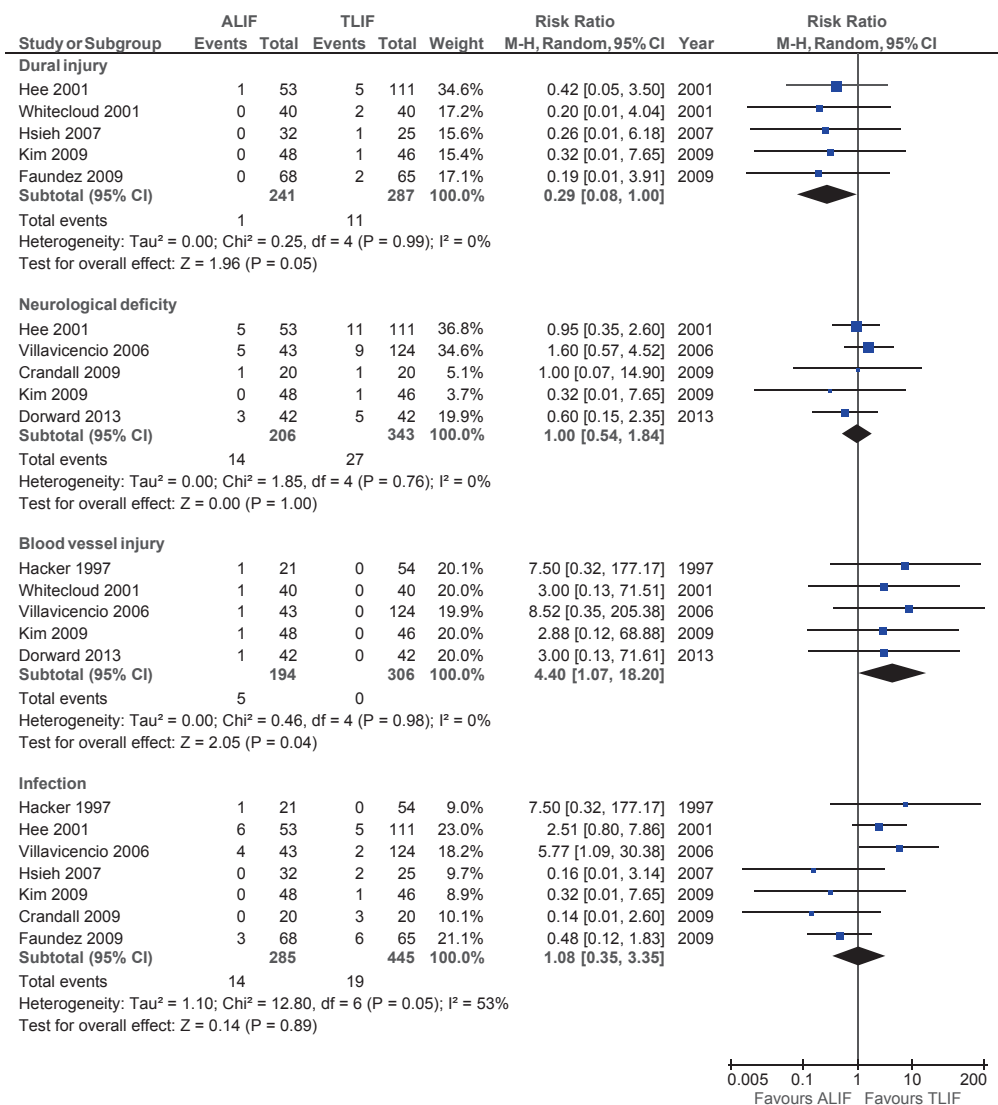 ALIF TLIF Risk Ratio Risk Ratio
Study or Subgroup Events Total Events Total Weight M-H, Random, 95% CI Year M-H, Random, 95% CI
Dural injury
Hee 2001 1 53 5 111 34.6% 0.42 [0.05, 3.50] 2001
Whitecloud 2001 0 40 2 40 17.2% 0.20 [0.01, 4.04] 2001
Hsieh 2007 0 32 1 25 15.6% 0.26 [0.01, 6.18] 2007
Kim 2009 0 48 1 46 15.4% 0.32 [0.01, 7.65] 2009
Faundez 2009 0 68 2 65 17.2% 0.19 [0.01, 3.91] 2009
Subtotal (95% CI) 241 287 100.0% 0.29 [0.08, 1.00]
Total events 1 11
Heterogeneity: Tau² = 0.00; Chi² = 0.25, df = 4 (P = 0.99); I² = 0%
Test for overall effect: Z = 1.96 (P = 0.05)
Neurological deficity
Hee 2001 5 53 11 111 36.8% 0.95 [0.35, 2.60] 2001
Villavicencio 2006 5 43 9 124 34.6% 1.60 [0.57, 4.52] 2006
Crandall 2009 1 20 1 20 5.1% 1.00 [0.07, 14.90] 2009
Kim 2009 0 48 1 46 3.7% 0.32 [0.01, 7.65] 2009
Dorward 2013 3 42 5 42 19.9% 0.60 [0.15, 2.35] 2013
Subtotal (95% CI) 206 343 100.0% 1.00 [0.54, 1.84]
Total events 14 27
Heterogeneity: Tau² = 0.00; Chi² = 1.85, df = 4 (P = 0.76); I² = 0%
Test for overall effect: Z = 0.00 (P = 1.00)
Blood vessel injury
Hacker 1997 1 21 0 54 20.1% 7.50 [0.32, 177.17] 1997
Whitecloud 2001 1 40 0 40 20.0% 3.00 [0.13, 71.51] 2001
Villavicencio 2006 1 43 0 124 19.9% 8.52 [0.35, 205.38] 2006
Kim 2009 1 48 0 46 20.0% 2.88 [0.12, 68.88] 2009
Dorward 2013 1 42 0 42 20.0% 3.00 [0.13, 71.61] 2013
Subtotal (95% CI) 194 306 100.0% 4.40 [1.07, 18.20]
Total events 5 0
Heterogeneity: Tau² = 0.00; Chi² = 0.46, df = 4 (P = 0.98); I² = 0%
Test for overall effect: Z = 2.05 (P = 0.04)
Infection
Hacker 1997 1 21 0 54 9.0% 7.50 [0.32, 177.17] 1997
Hee 2001 6 53 5 111 23.0% 2.51 [0.80, 7.86] 2001
Villavicencio 2006 4 43 2 124 18.2% 5.77 [1.09, 30.38] 2006
Hsieh 2007 0 32 2 25 9.7% 0.16 [0.01, 3.14] 2007
Kim 2009 0 48 1 46 8.9% 0.32 [0.01, 7.65] 2009
Crandall 2009 0 20 3 20 10.1% 0.14 [0.01, 2.60] 2009
Faundez 2009 3 68 6 65 21.1% 0.48 [0.12, 1.83] 2009
Subtotal (95% CI) 285 445 100.0% 1.08 [0.35, 3.35]
Total events 14 19
Heterogeneity: Tau² = 1.10; Chi² = 12.80, df = 6 (P = 0.05); I² = 53%
Test for overall effect: Z = 0.14 (P = 0.89)
0.005 0.1 1 10 200
Favours ALIF Favours TLIF